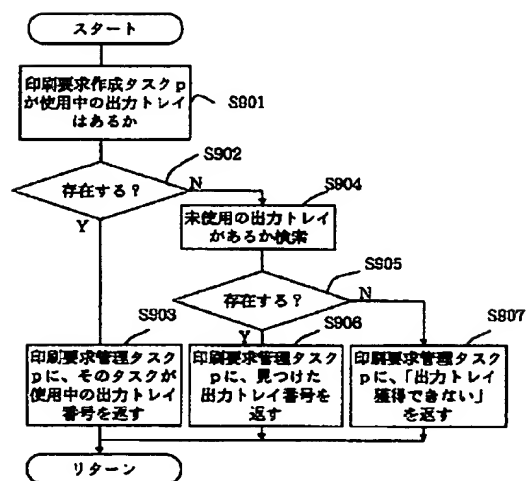 スタート
印刷要求作成タスクp
が使用中の出力トレイ
はあるか
S901
S902
存在する？
N
Y
S904
未使用の出力トレイ
があるか検索
S905
存在する？
N
Y
S903
印刷要求管理タスク
pに、そのタスクが
使用中の出力トレイ
番号を返す
S906
印刷要求管理タスク
pに、見つけた
出力トレイ番号を
返す
S907
印刷要求管理タスク
pに、「出力トレイ
獲得できない」
を返す
リターン